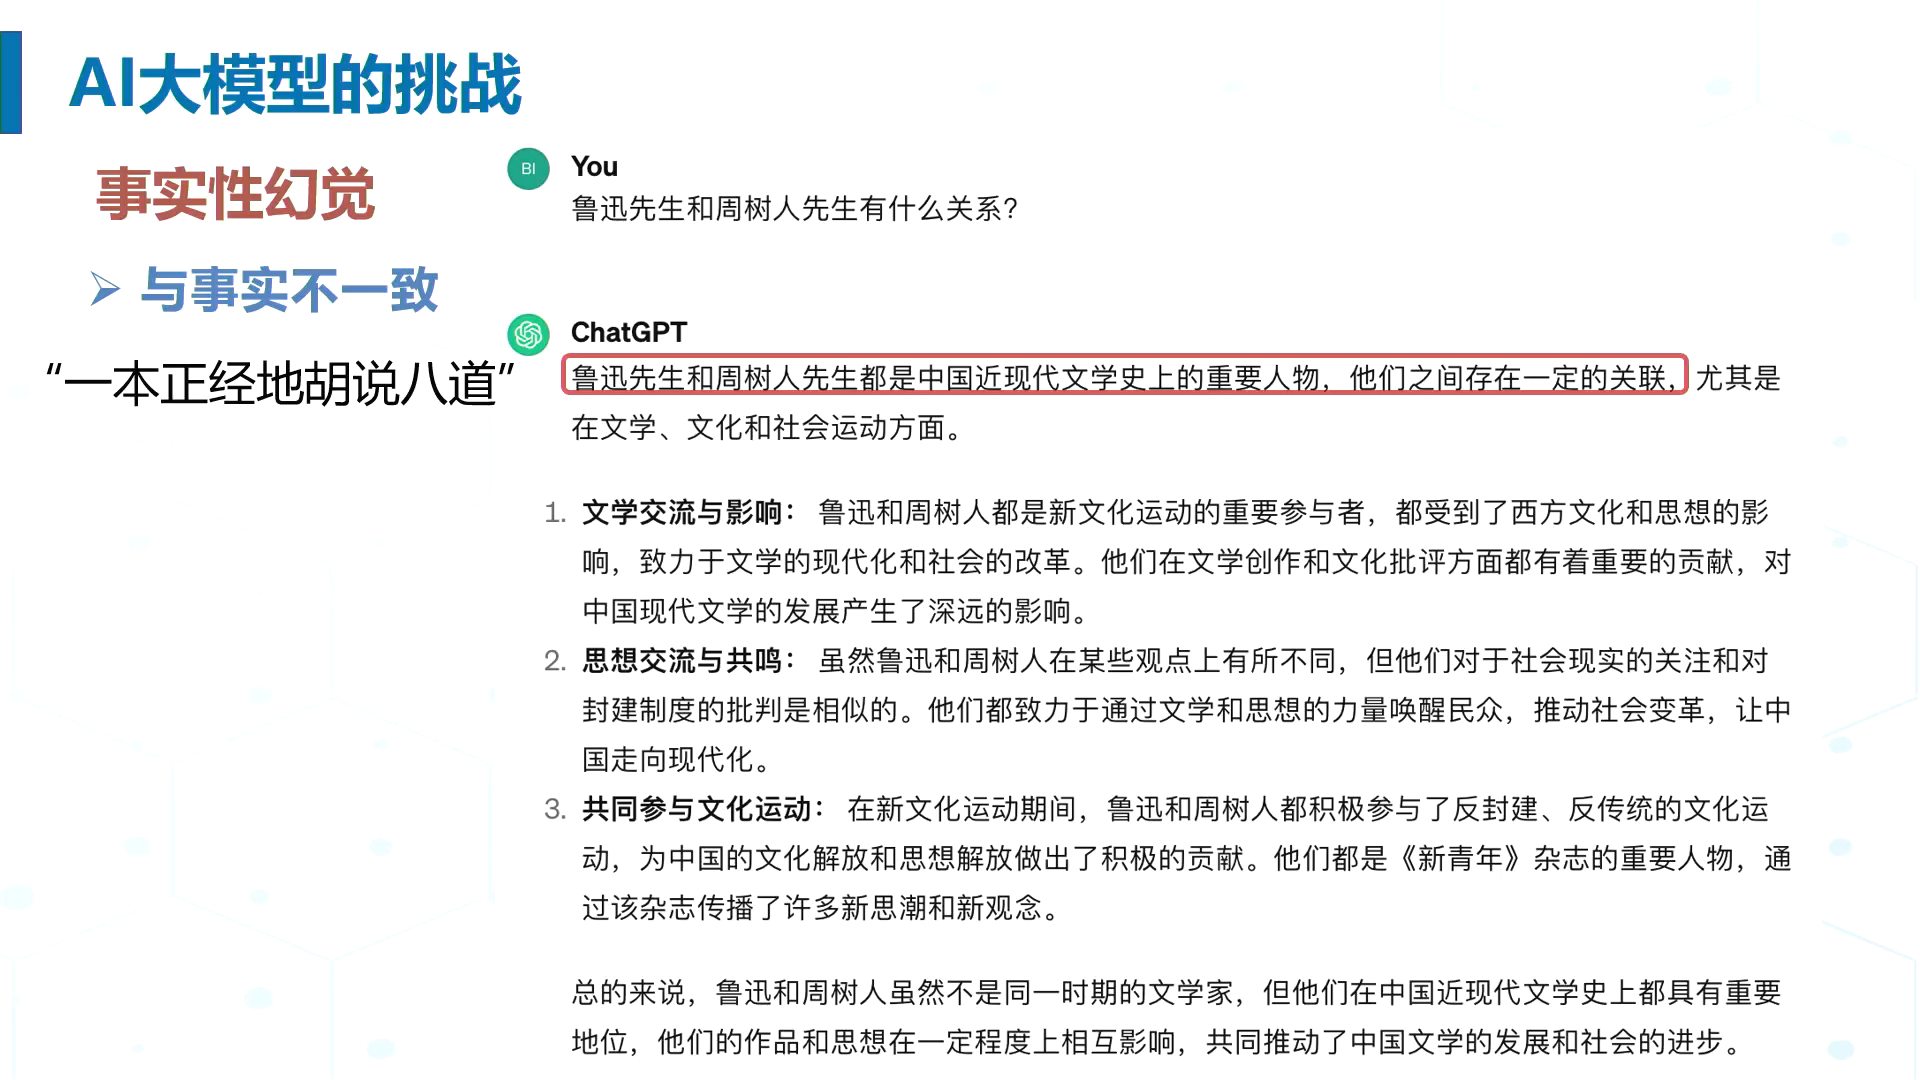 AI大模型的挑战
事实性幻觉
与事实不一致
“一本正经地胡说八道”
BI
You
鲁迅先生和周树人先生有什么关系?
ChatGPT
鲁迅先生和周树人先生都是中国近现代文学史上的重要人物，他们之间存在一定的关联，尤其是
在文学、文化和社会运动方面。
1. 文学交流与影响： 鲁迅和周树人都是新文化运动的重要参与者，都受到了西方文化和思想的影
响，致力于文学的现代化和社会的改革。他们在文学创作和文化批评方面都有着重要的贡献，对
中国现代文学的发展产生了深远的影响。
2. 思想交流与共鸣： 虽然鲁迅和周树人在某些观点上有所不同，但他们对于社会现实的关注和对
封建制度的批判是相似的。他们都致力于通过文学和思想的力量唤醒民众，推动社会变革，让中
国走向现代化。
3. 共同参与文化运动： 在新文化运动期间，鲁迅和周树人都积极参与了反封建、反传统的文化运
动，为中国的文化解放和思想解放做出了积极的贡献。他们都是《新青年》杂志的重要人物，通
过该杂志传播了许多新思潮和新观念。
总的来说，鲁迅和周树人虽然不是同一时期的文学家，但他们在中国近现代文学史上都具有重要
地位，他们的作品和思想在一定程度上相互影响，共同推动了中国文学的发展和社会的进步。